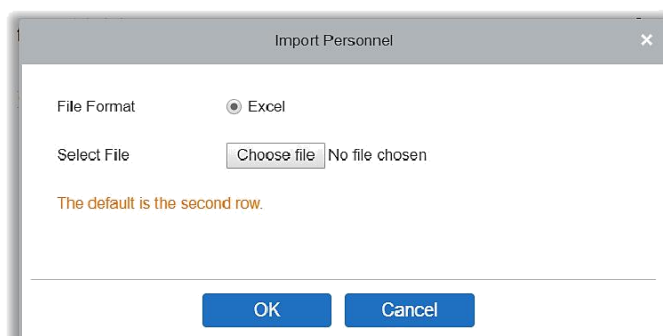 Import Personnel ×
File Format Excel
Select File Choose file No file chosen
The default is the second row.
OK Cancel